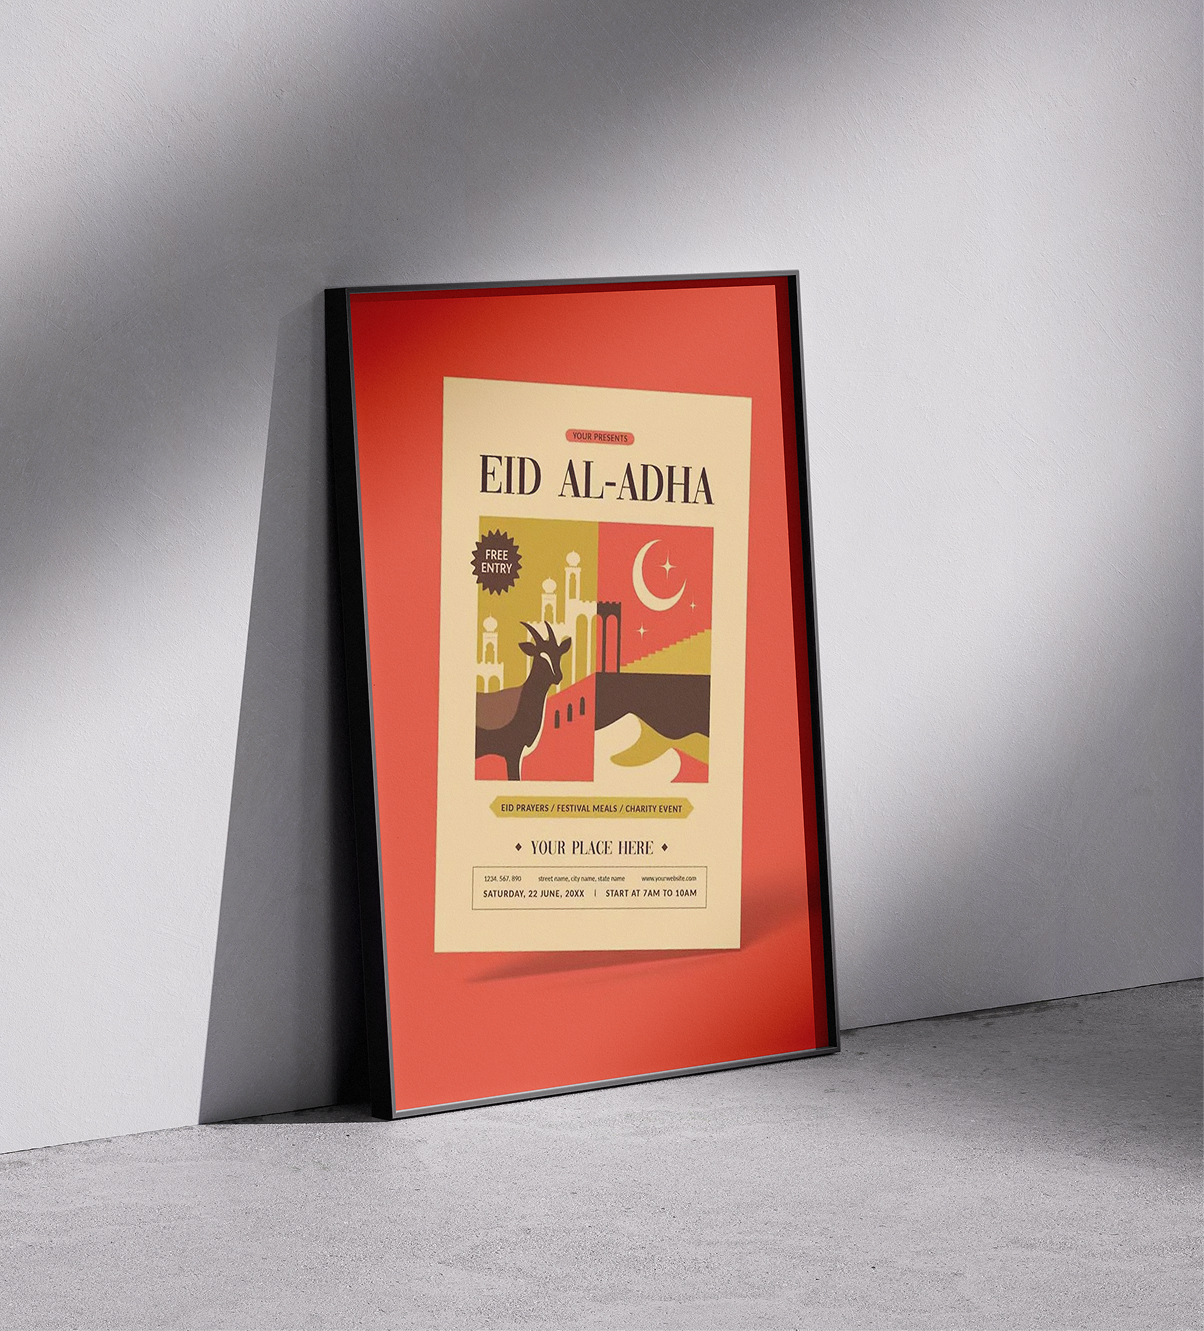 YOUR PRESENTS
EID AL-ADHA
FREE
ENTRY
EID PRAYERS / FESTIVAL MEALS / CHARITY EVENT
YOUR PLACE HERE
1234. 567. 890 street name, city name, state name www.yourwebsite.com
SATURDAY, 22 JUNE, 20XX | START AT 7AM TO 10AM